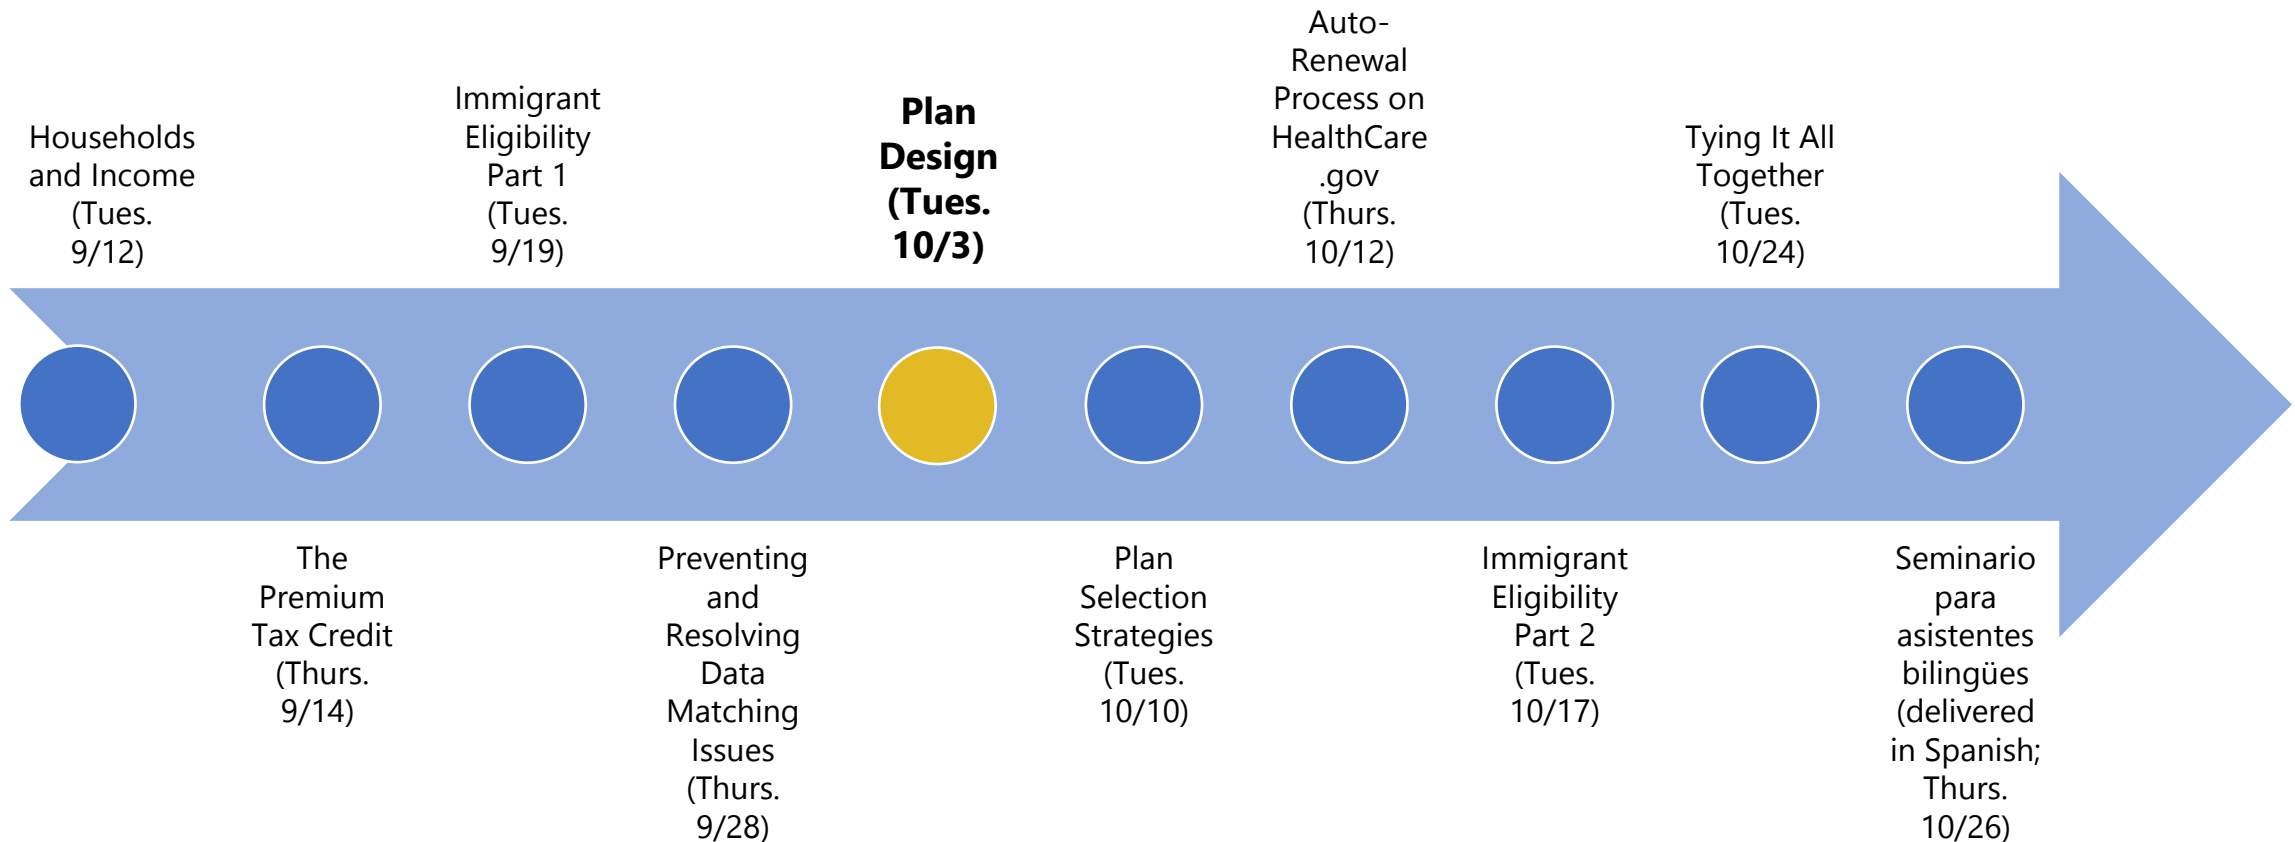 Households
and Income
(Tues.
9/12)
The
Premium
Tax Credit
(Thurs.
9/14)
Immigrant
Eligibility
Part 1
(Tues.
9/19)
Preventing
and
Resolving
Data
Matching
Issues
(Thurs.
9/28)
Plan
Design
(Tues.
10/3)
Plan
Selection
Strategies
(Tues.
10/10)
Auto-
Renewal
Process on
HealthCare
.gov
(Thurs.
10/12)
Immigrant
Eligibility
Part 2
(Tues.
10/17)
Tying It All
Together
(Tues.
10/24)
Seminario
para
asistentes
bilingües
(delivered
in Spanish;
Thurs.
10/26)